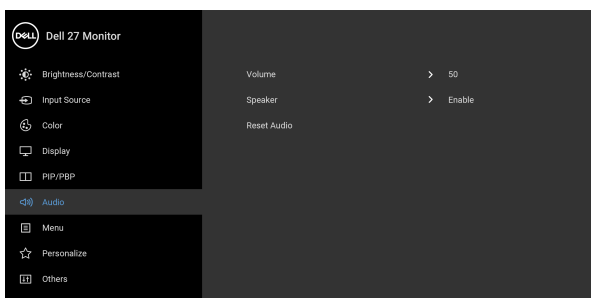 DELL Dell 27 Monitor
Brightness/Contrast Volume 50
Input Source Speaker Enable
Color Reset Audio
Display
PIP/PBP
Audio
Menu
Personalize
Others